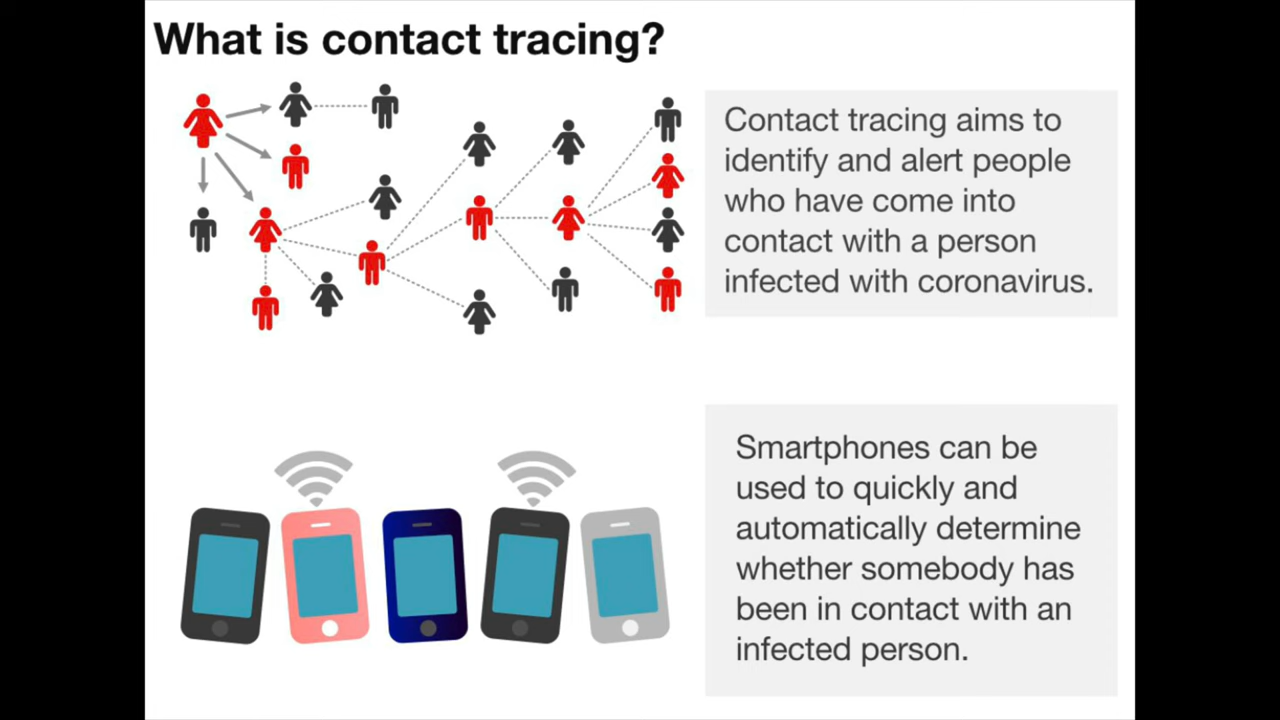 What is contact tracing?
Contact tracing aims to
identify and alert people
who have come into
contact with a person
infected with coronavirus.
Smartphones can be
used to quickly and
automatically determine
whether somebody has
been in contact with an
infected person.